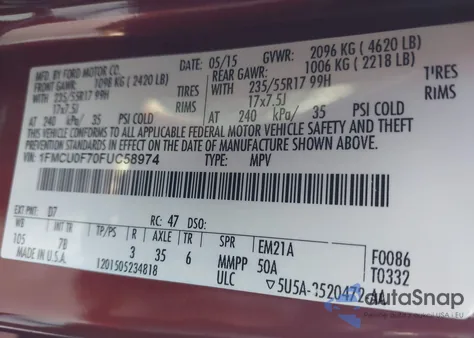 MFD. BY FORD MOTOR CO.
05/15 GVWR: 2096 KG ( 4620 LB)
FRONT GAWR: 1098 KG ( 2420 LB) REAR GAWR: 1006 KG ( 2218 LB)
WITH 235/55R17 99H TIRES WITH 235/55R17 99H TIRES
17x7.5J RIMS 17x7.5J RIMS
AT 240 kPa/ 35 PSI COLD AT 240 kPa/ 35 PSI COLD
THIS VEHICLE CONFORMS TO ALL APPLICABLE FEDERAL MOTOR VEHICLE SAFETY AND THEFT
PREVENTION STANDARDS IN EFFECT ON THE DATE OF MANUFACTURE SHOWN ABOVE.
1FMCU0F70FUC58974
TYPE: MPV
EXT PNT: D7 RC: 47 DSO:
WB INT TR TP/PS R AXLE TR SPR EM21A F0086
105 7B 3 35 6 MMPP 50A T0332
MADE IN U.S.A. 1201505234818 ULC ▽5U5A-3520472-AA
AutoSnap